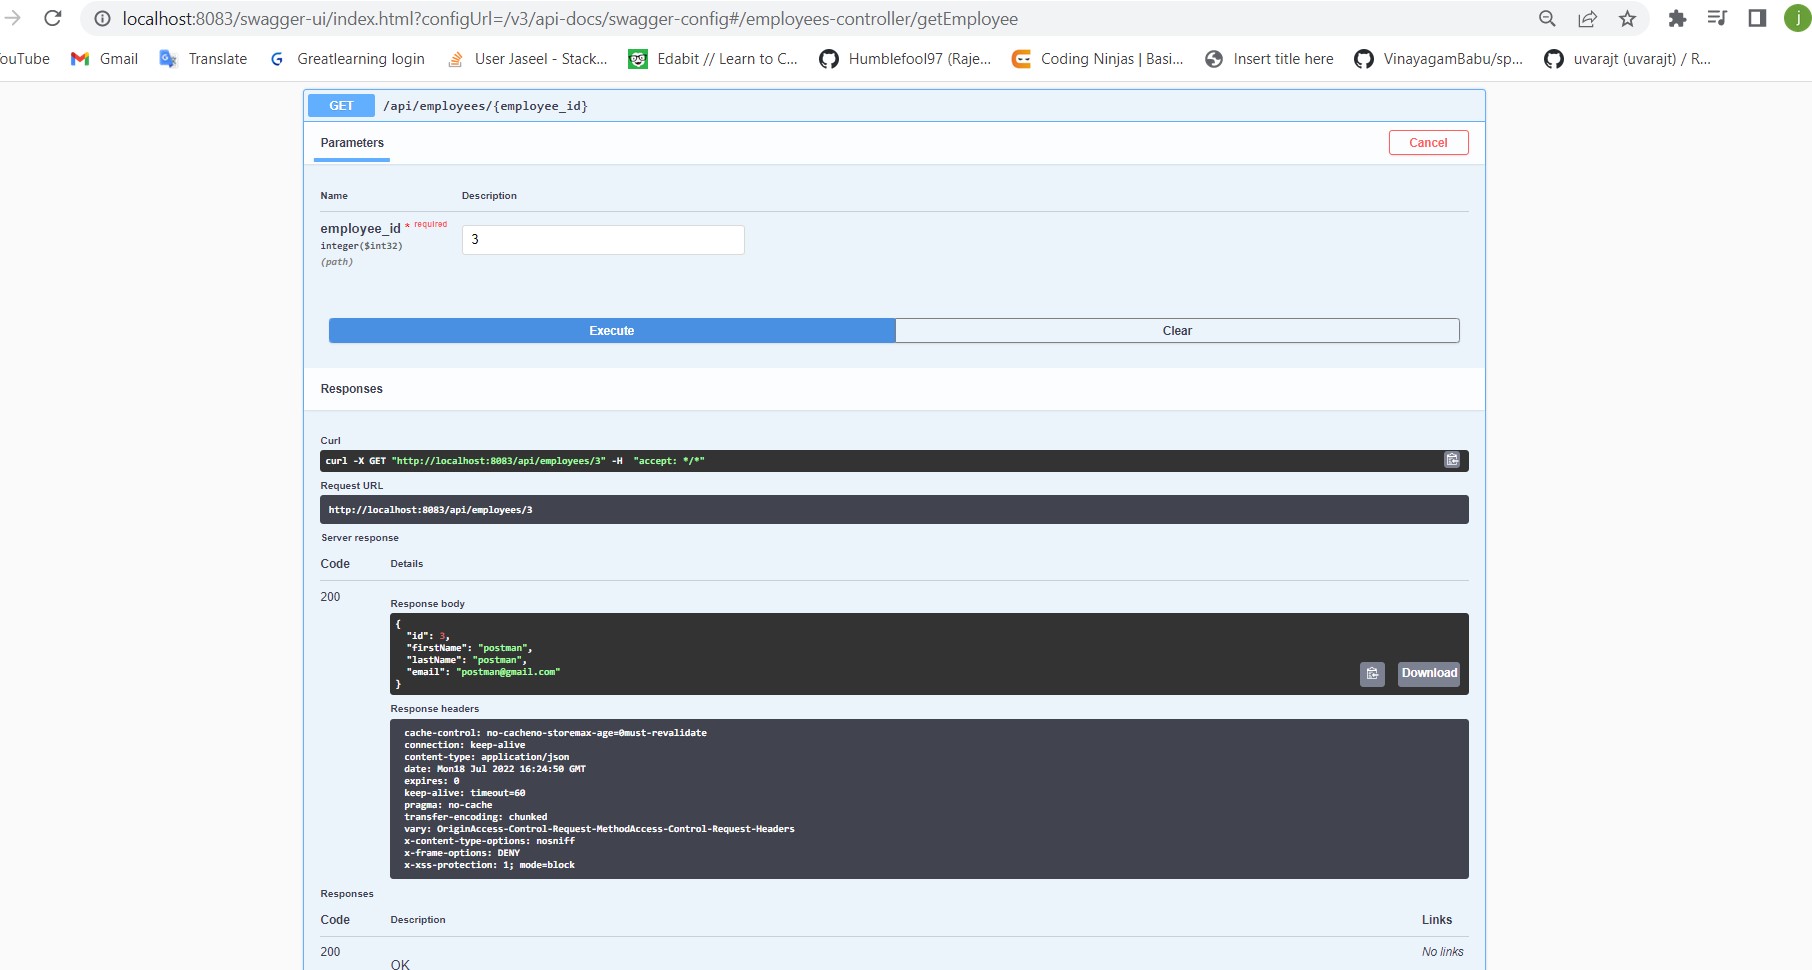 localhost:8083/swagger-ui/index.html?configUrl=/v3/api-docs/swagger-config#/employees-controller/getEmployee
j
ouTube Gmail Translate Greatlearning login User Jaseel - Stack... Edabit // Learn to C... Humblefool97 (Raje... Coding Ninjas | Basi... Insert title here VinayagamBabu/sp... uvarajt (uvarajt) / R...
GET /api/employees/{employee_id}
Parameters Cancel
Name Description
employee_id * required
3
integer($int32)
(path)
Execute Clear
Responses
Curl
curl -X GET "http://localhost:8083/api/employees/3" -H  "accept: */*"
Request URL
http://localhost:8083/api/employees/3
Server response
Code Details
200
Response body
{
  "id": 3,
  "firstName": "postman",
  "lastName": "postman",
  "email": "postman@gmail.com"
}
Download
Response headers
cache-control: no-cacheno-storemax-age=0must-revalidate
connection: keep-alive
content-type: application/json
date: Mon18 Jul 2022 16:24:50 GMT
expires: 0
keep-alive: timeout=60
pragma: no-cache
transfer-encoding: chunked
vary: OriginAccess-Control-Request-MethodAccess-Control-Request-Headers
x-content-type-options: nosniff
x-frame-options: DENY
x-xss-protection: 1; mode=block
Responses
Code Description Links
200 No links
OK